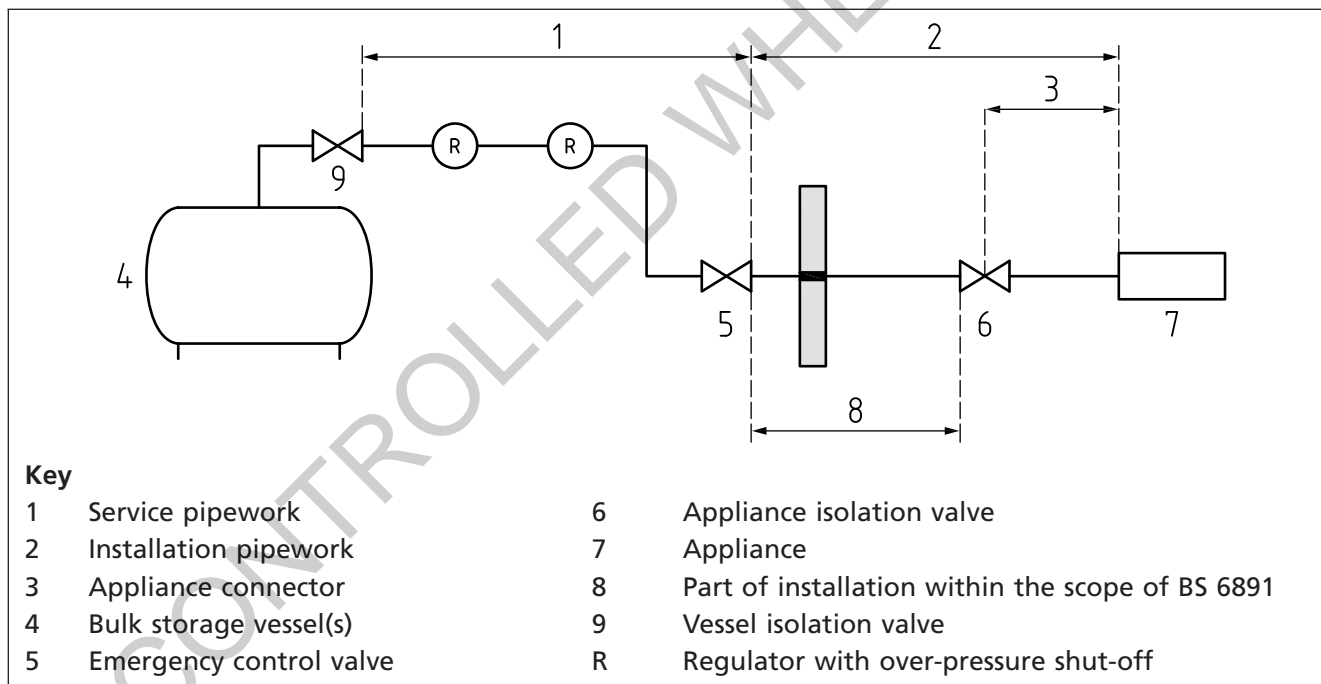 1
2
3
R
R
9
4
5
6
7
8
Key
1 Service pipework
2 Installation pipework
3 Appliance connector
4 Bulk storage vessel(s)
5 Emergency control valve
6 Appliance isolation valve
7 Appliance
8 Part of installation within the scope of BS 6891
9 Vessel isolation valve
R Regulator with over-pressure shut-off
CONTROLLED